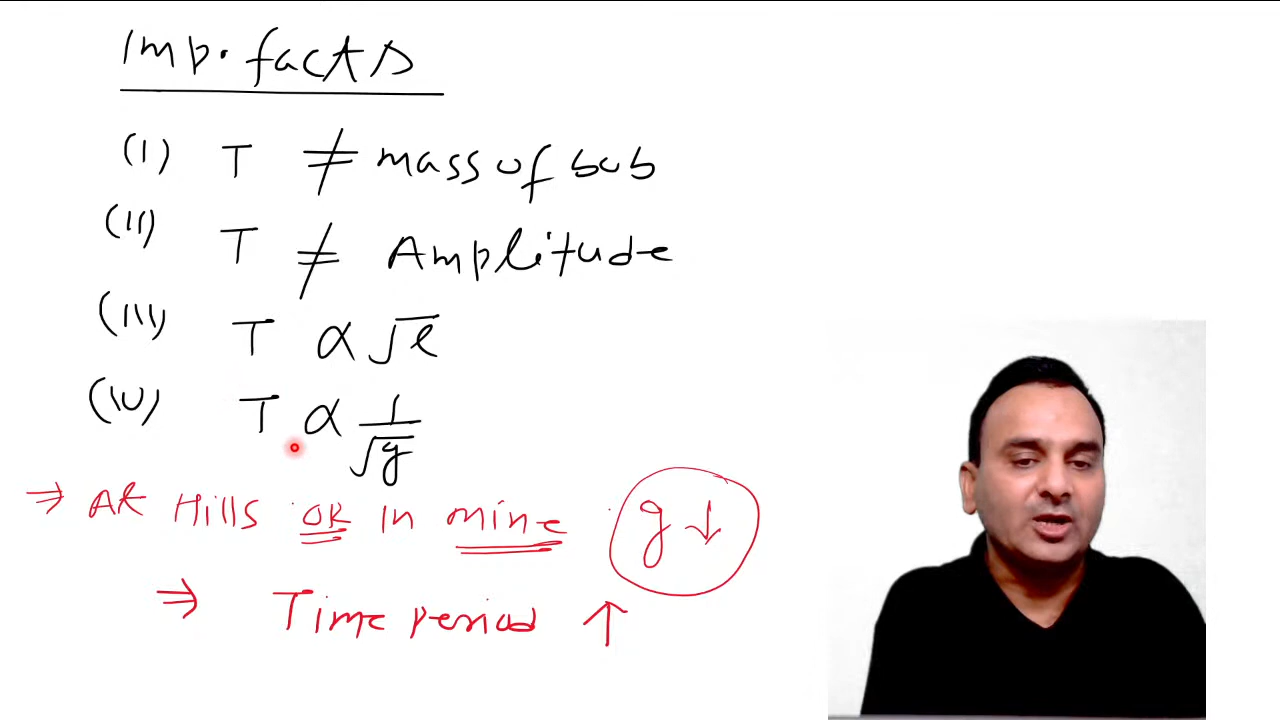 Imp. facts
(I) T ≠ mass of bob
(II) T ≠ Amplitude
(III) T ∝ √l
(IV) T ∝ 1/√g
⇒ At Hills OR in mine g↓
⇒ Time period ↑